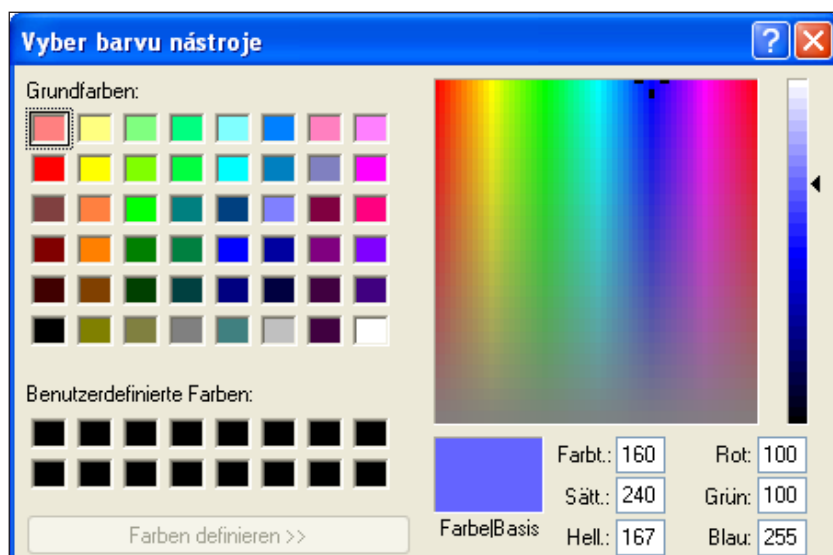 Vyber barvu nástroje
Grundfarben:
Benutzerdefinierte Farben:
Farben definieren >>
Farbe|Basis
Farbt.: 160 Rot: 100
Sätt.: 240 Grün: 100
Hell.: 167 Blau: 255